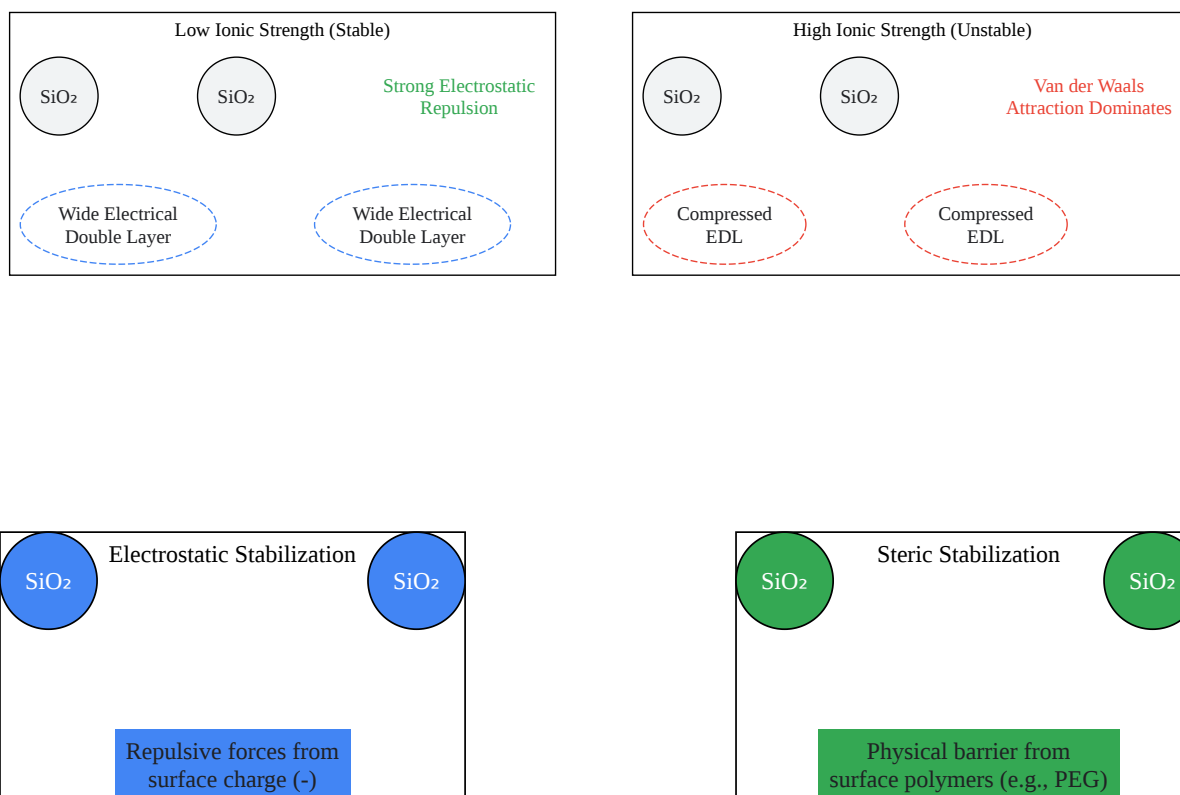 Low Ionic Strength (Stable)
SiO₂
SiO₂
Strong Electrostatic
Repulsion
Wide Electrical
Double Layer
Wide Electrical
Double Layer
High Ionic Strength (Unstable)
SiO₂
SiO₂
Van der Waals
Attraction Dominates
Compressed
EDL
Compressed
EDL
Electrostatic Stabilization
SiO₂
SiO₂
Repulsive forces from
surface charge (-)
Steric Stabilization
SiO₂
SiO₂
Physical barrier from
surface polymers (e.g., PEG)